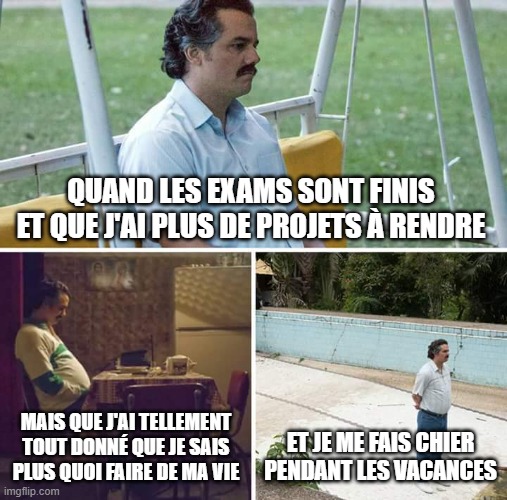 QUAND LES EXAMS SONT FINIS
ET QUE J'AI PLUS DE PROJETS À RENDRE
MAIS QUE J'AI TELLEMENT
TOUT DONNÉ QUE JE SAIS
PLUS QUOI FAIRE DE MA VIE
ET JE ME FAIS CHIER
PENDANT LES VACANCES
imgflip.com